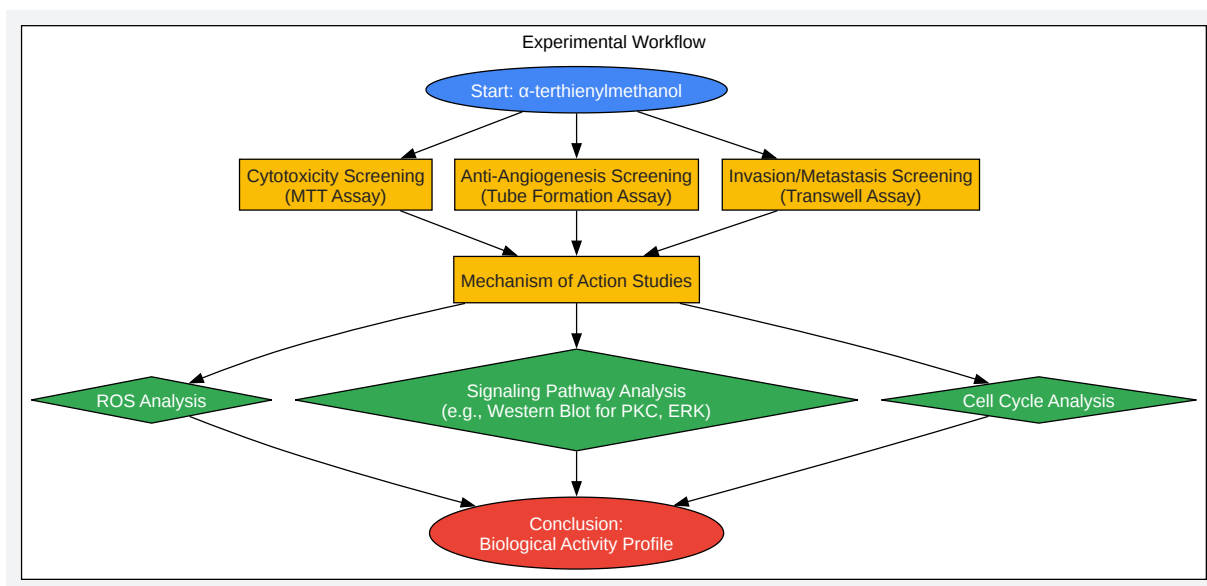 Experimental Workflow
Start: α-terthienylmethanol
Cytotoxicity Screening
(MTT Assay)
Anti-Angiogenesis Screening
(Tube Formation Assay)
Invasion/Metastasis Screening
(Transwell Assay)
Mechanism of Action Studies
ROS Analysis
Signaling Pathway Analysis
(e.g., Western Blot for PKC, ERK)
Cell Cycle Analysis
Conclusion:
Biological Activity Profile